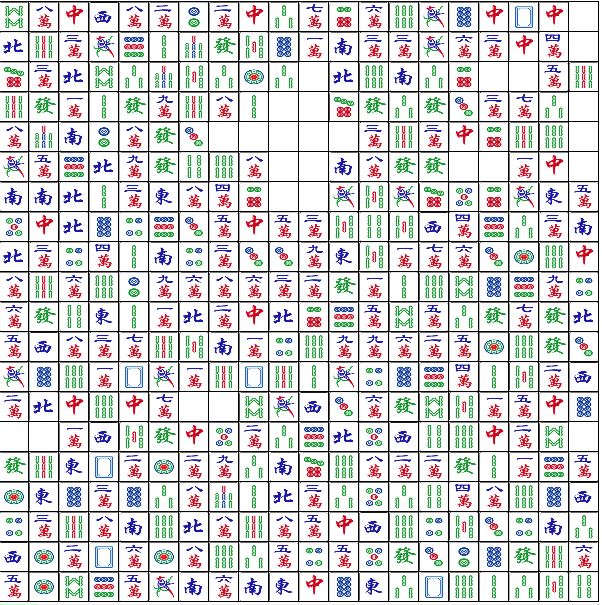 八萬 中 西 八萬 二萬 二萬 中 七萬 六萬 中 中
北 三萬 發 一萬 南 三萬 三萬 六萬 三萬 中 四萬
三萬 北 北 南 五萬
發 一萬 發 九萬 八萬 發 發 三萬 七萬
八萬 南 八萬 發 三萬 三萬 中
五萬 北 九萬 發 八萬 南 八萬 發 發 一萬 中
南 南 北 三萬 東 八萬 四萬 東 五萬
中 北 五萬 中 五萬 三萬 西 四萬 三萬 南
北 三萬 四萬 南 三萬 九萬 東 一萬 七萬 六萬 中
八萬 六萬 六萬 八萬 六萬 三萬 二萬 發 一萬 九萬
六萬 發 東 一萬 北 二萬 中 北 五萬 五萬 發 七萬 發 北
五萬 西 八萬 三萬 七萬 南 一萬 九萬 九萬 六萬 二萬 五萬 發
一萬 一萬 四萬 二萬 西
二萬 北 中 中 七萬 西 六萬 發 一萬 五萬 中
一萬 西 發 中 二萬 北 西 中 二萬
發 東 二萬 二萬 九萬 南 八萬 二萬 二萬 一萬 五萬
東 三萬 八萬 北 三萬 四萬 八萬
三萬 八萬 南 北 八萬 八萬 五萬 中 西 南
西 二萬 六萬 八萬 五萬 五萬 發 發
五萬 五萬 南 六萬 南 東 中 東 南